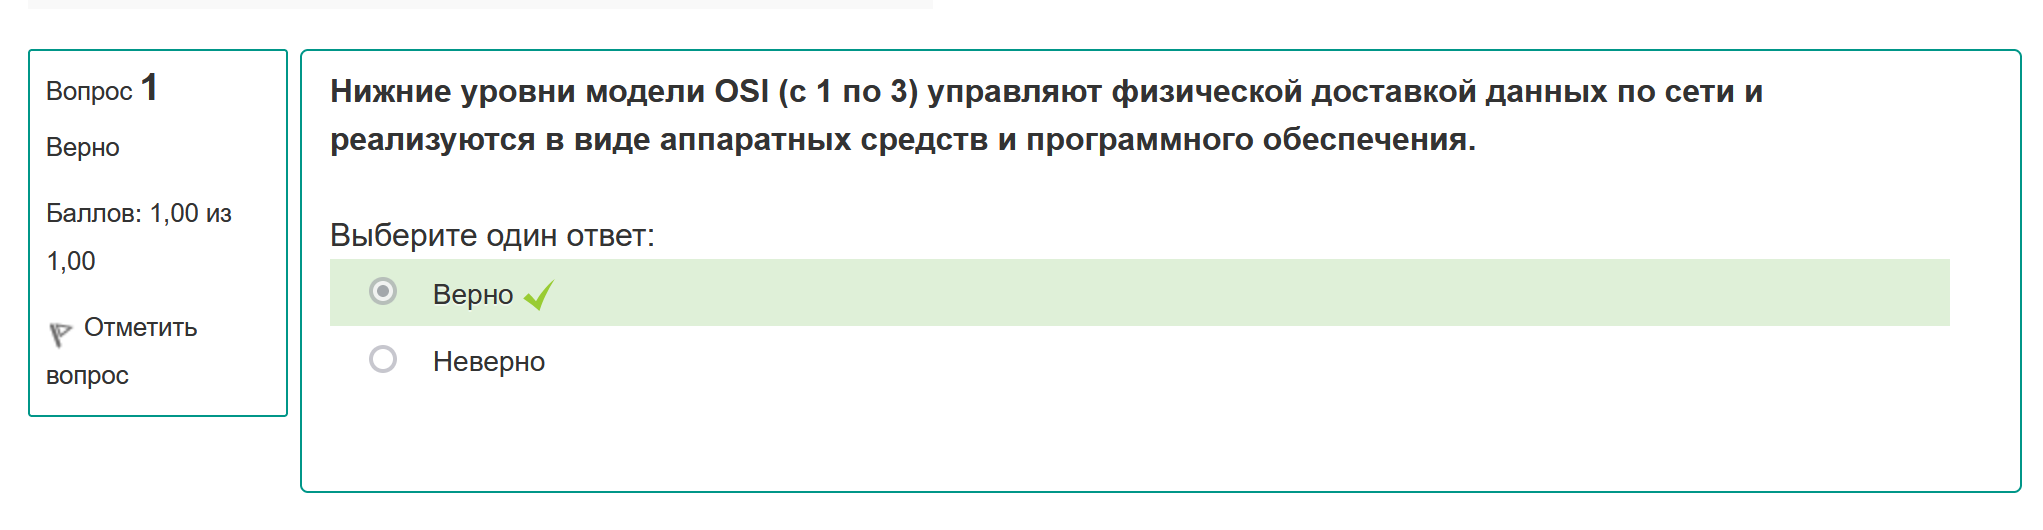 Вопрос 1
Верно
Баллов: 1,00 из
1,00
Отметить
вопрос
Нижние уровни модели OSI (с 1 по 3) управляют физической доставкой данных по сети и
реализуются в виде аппаратных средств и программного обеспечения.
Выберите один ответ:
Верно
Неверно